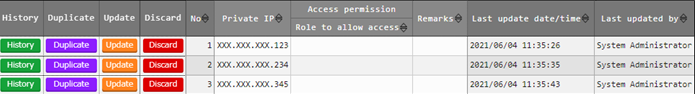 History Duplicate Update Discard No Private IP Access permission Remarks Last update date/time Last updated by
Role to allow access
History Duplicate Update Discard 1 XXX.XXX.XXX.123 2021/06/04 11:35:26 System Administrator
History Duplicate Update Discard 2 XXX.XXX.XXX.234 2021/06/04 11:35:35 System Administrator
History Duplicate Update Discard 3 XXX.XXX.XXX.345 2021/06/04 11:35:43 System Administrator